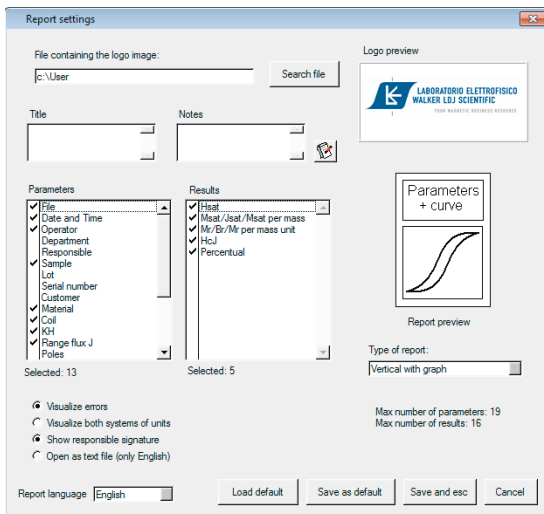 Report settings
File containing the logo image:
c:\User
Search file
Logo preview
LABORATORIO ELETTROFISICO
WALKER LDJ SCIENTIFIC
YOUR MAGNETIC BUSINESS RESOURCE
Title
Notes
Parameters
File
Date and Time
Operator
Department
Responsible
Sample
Lot
Serial number
Customer
Material
Coil
KH
Range flux J
Poles
Selected: 13
Results
Hsat
Msat/Jsat/Msat per mass
Mr/Br/Mr per mass unit
HcJ
Percentual
Selected: 5
Parameters
+ curve
Report preview
Type of report:
Vertical with graph
Max number of parameters: 19
Max number of results: 16
Visualize errors
Visualize both systems of units
Show responsible signature
Open as text file (only English)
Report language
English
Load default
Save as default
Save and esc
Cancel